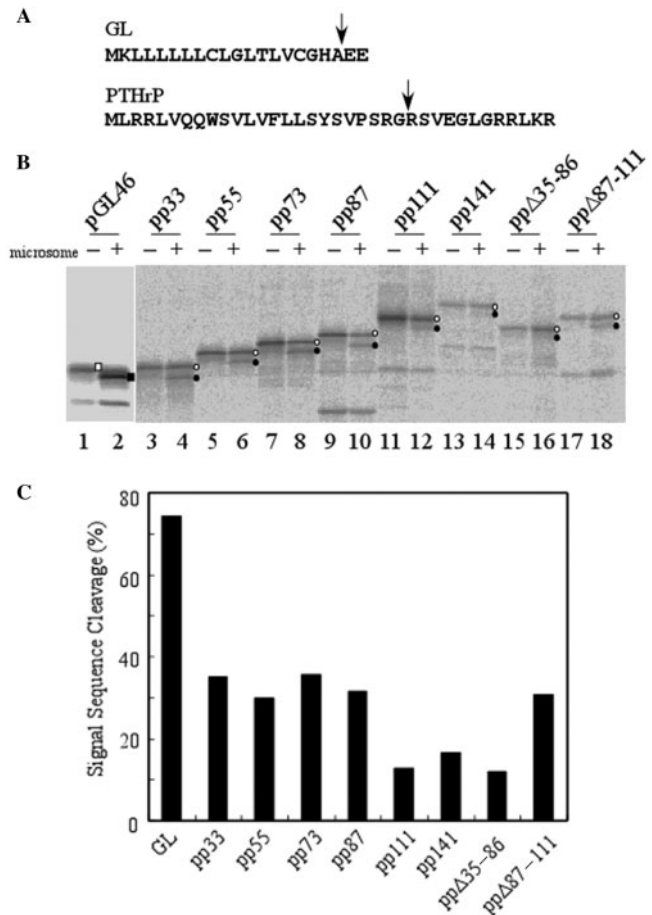 A
GL
MKLLLLLLCLGLTLVCGHAEE
PTHrP
MLRRLVQQWSVLVFLLSYSVPSRGRSVEGLGRRLKR
B
pGL46 pp33 pp55 pp73 pp87 pp111 pp141 ppΔ35-86 ppΔ87-111
microsome − + − + − + − + − + − + − + − + − +
1 2 3 4 5 6 7 8 9 10 11 12 13 14 15 16 17 18
C
Signal Sequence Cleavage (%)
80
60
40
20
0
GL pp33 pp55 pp73 pp87 pp111 pp141 ppΔ35−86 ppΔ87−111